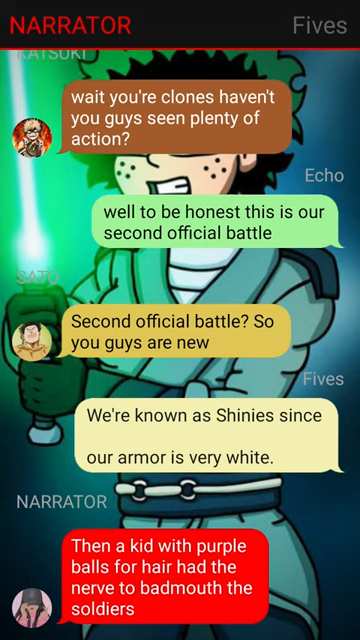 NARRATOR
Fives
KATSUKI
wait you're clones haven't
you guys seen plenty of
action?
Echo
well to be honest this is our
second official battle
SATO
Second official battle? So
you guys are new
Fives
We're known as Shinies since
our armor is very white.
NARRATOR
Then a kid with purple
balls for hair had the
nerve to badmouth the
soldiers